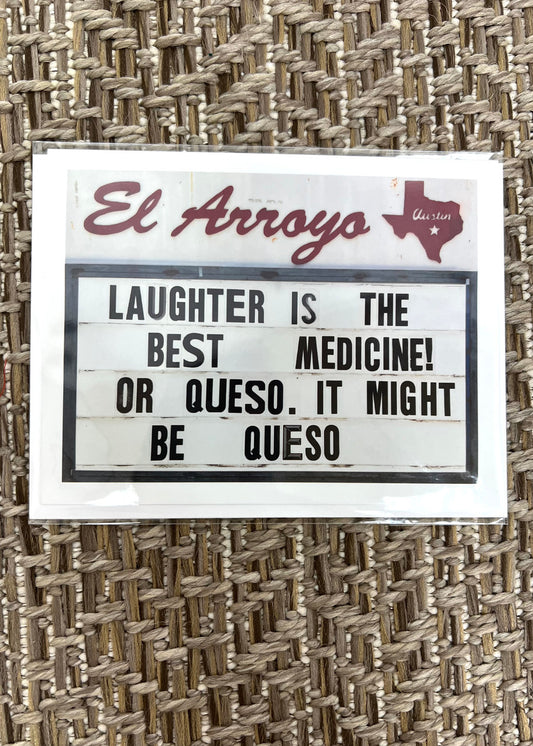 El Arroyo
Austin
LAUGHTER IS THE
BEST MEDICINE!
OR QUESO. IT MIGHT
BE QUESO